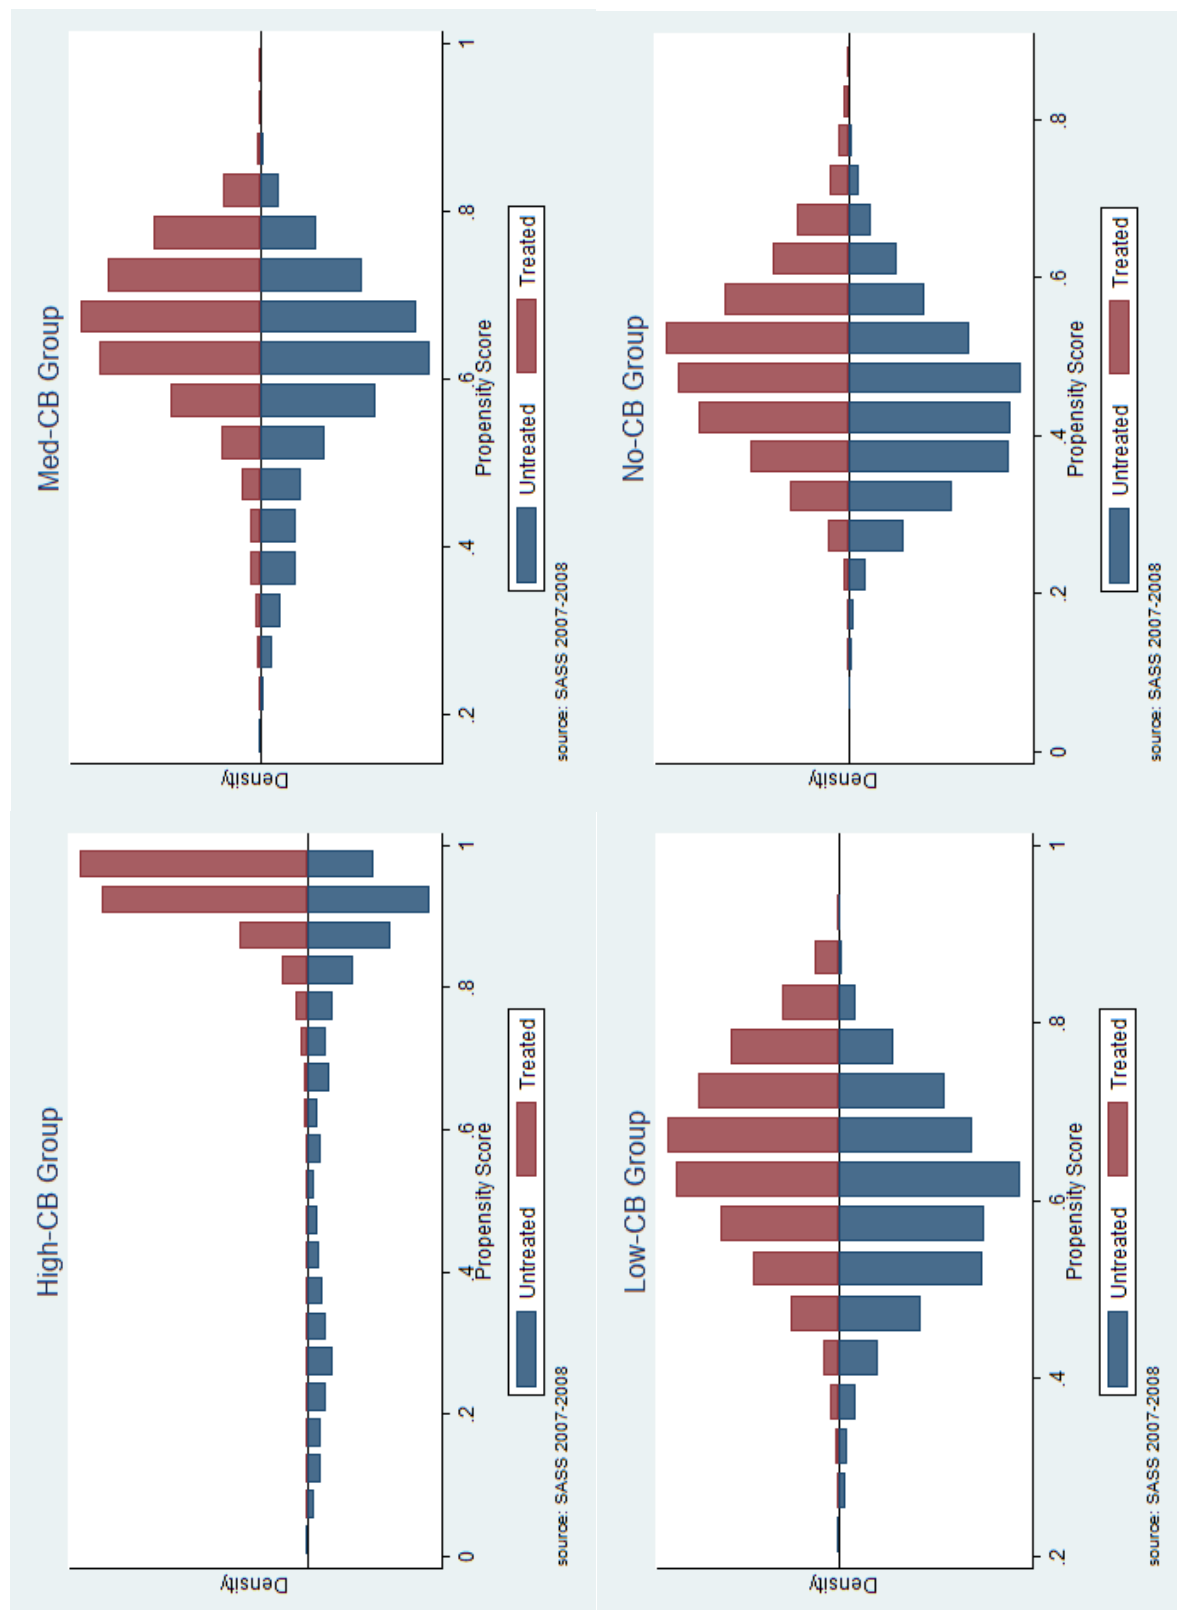 High-CB Group
Density
0 .2 .4 .6 .8 1
Propensity Score
Untreated Treated
source: SASS 2007-2008
Med-CB Group
Density
.2 .4 .6 .8 1
Propensity Score
Untreated Treated
source: SASS 2007-2008
Low-CB Group
Density
.2 .4 .6 .8 1
Propensity Score
Untreated Treated
source: SASS 2007-2008
No-CB Group
Density
0 .2 .4 .6 .8
Propensity Score
Untreated Treated
source: SASS 2007-2008